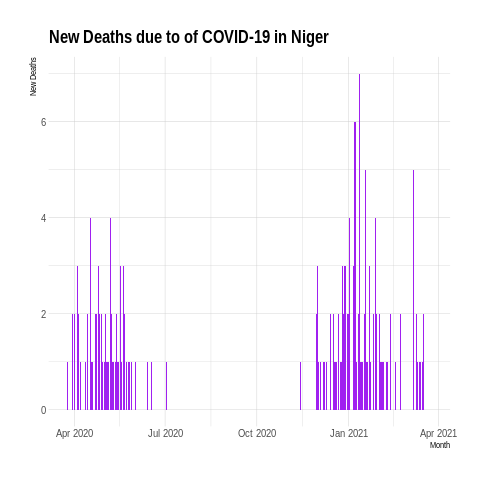 New Deaths due to of COVID-19 in Niger
New Deaths
6
4
2
0
Apr 2020 Jul 2020 Oct 2020 Jan 2021 Apr 2021
Month